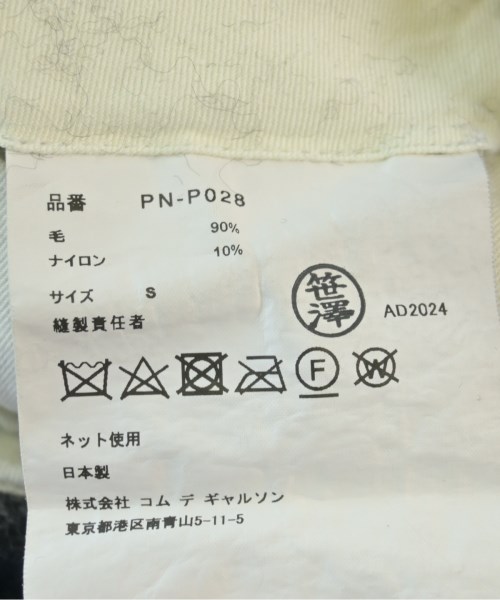 品番 PN-P028
毛 90%
ナイロン 10%
サイズ S
縫製責任者
笹澤
AD2024
F W
ネット使用
日本製
株式会社 コム デ ギャルソン
東京都港区南青山5-11-5